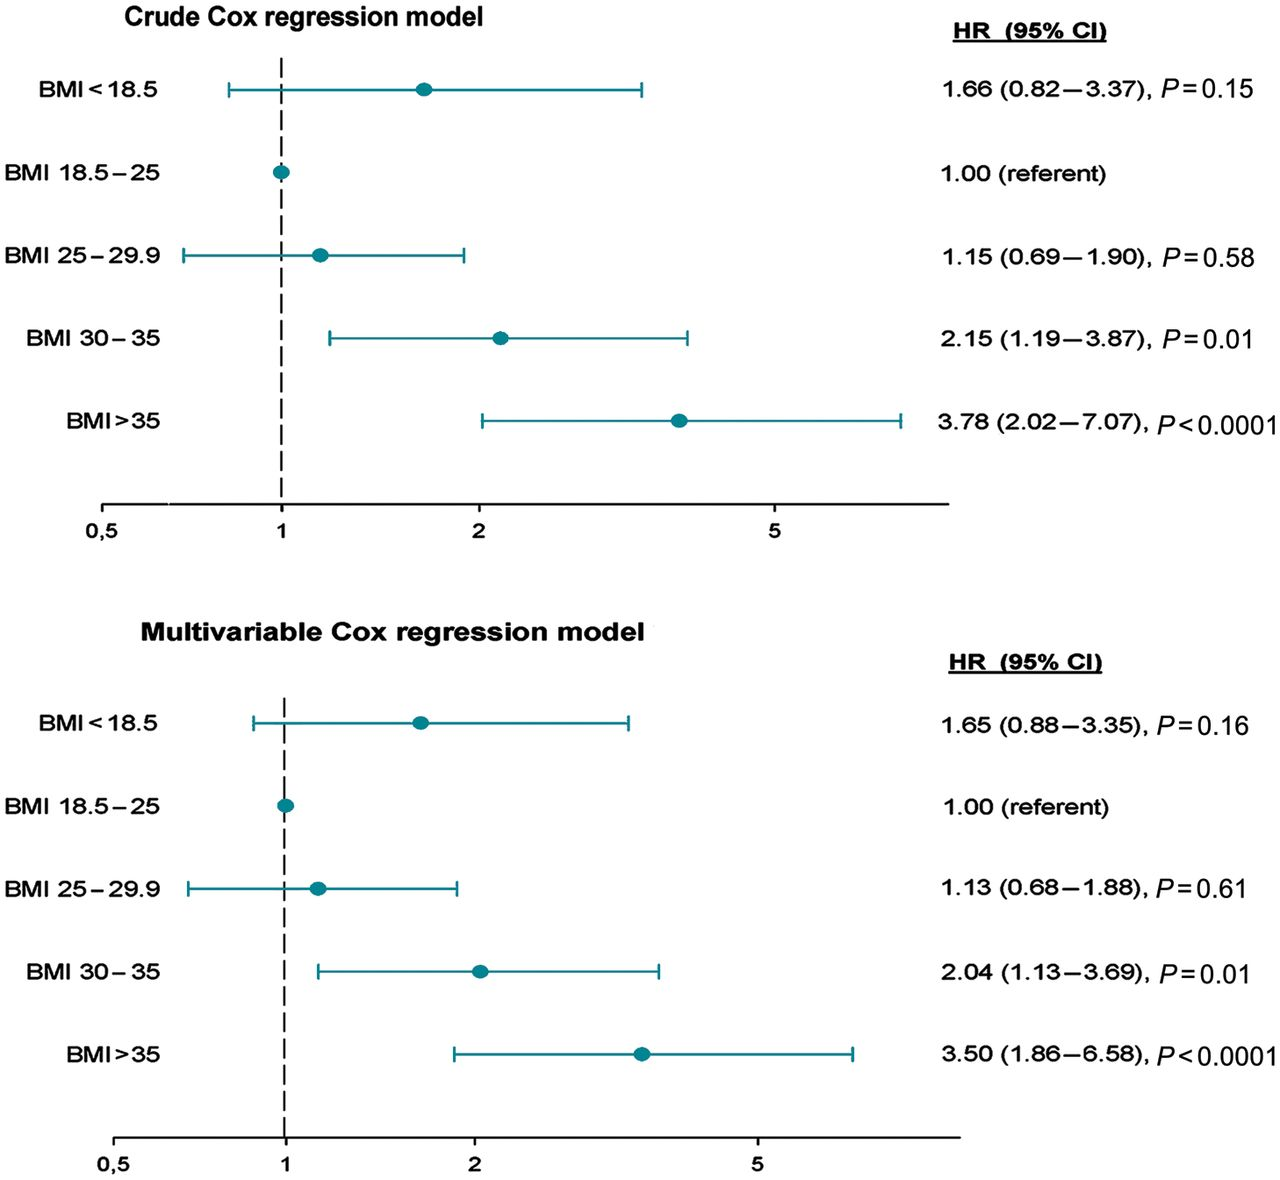 Crude Cox regression model
HR (95% CI)
BMI<18.5 1.66 (0.82–3.37), P=0.15
BMI 18.5–25 1.00 (referent)
BMI 25–29.9 1.15 (0.69–1.90), P=0.58
BMI 30–35 2.15 (1.19–3.87), P=0.01
BMI>35 3.78 (2.02–7.07), P<0.0001
0,5 1 2 5
Multivariable Cox regression model
HR (95% CI)
BMI<18.5 1.65 (0.88–3.35), P=0.16
BMI 18.5–25 1.00 (referent)
BMI 25–29.9 1.13 (0.68–1.88), P=0.61
BMI 30–35 2.04 (1.13–3.69), P=0.01
BMI>35 3.50 (1.86–6.58), P<0.0001
0,5 1 2 5